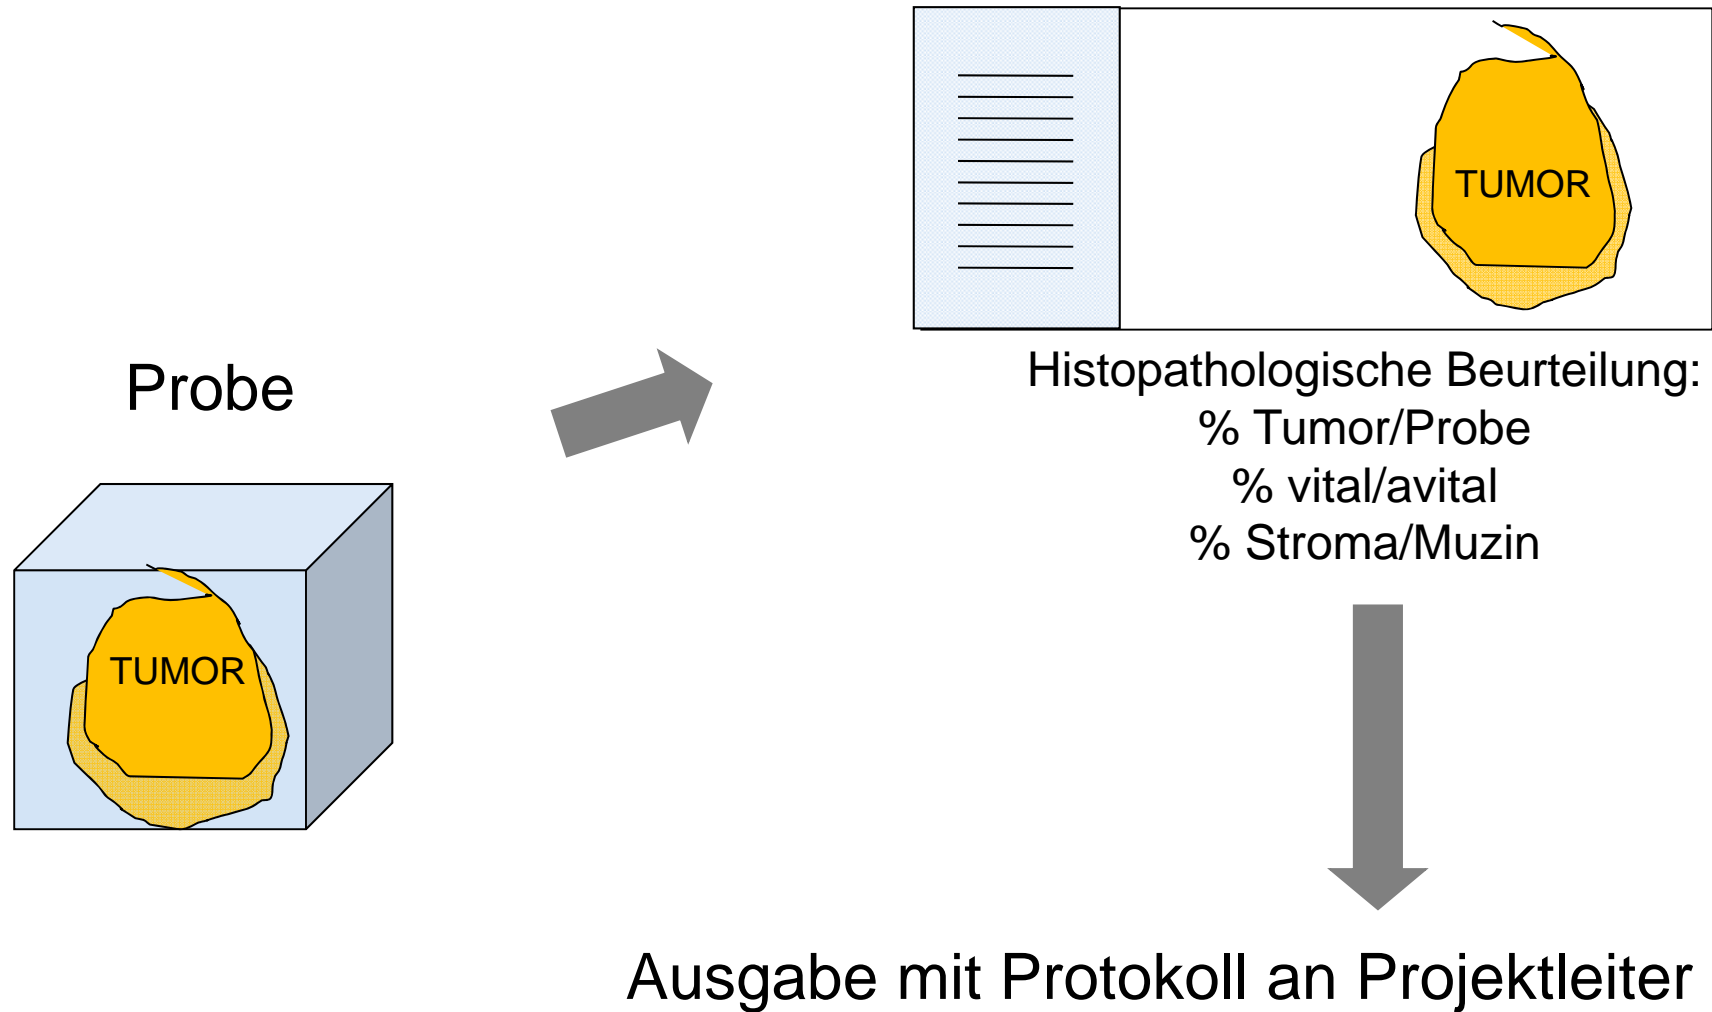 Probe
TUMOR
TUMOR
Histopathologische Beurteilung:
% Tumor/Probe
% vital/avital
% Stroma/Muzin
Ausgabe mit Protokoll an Projektleiter